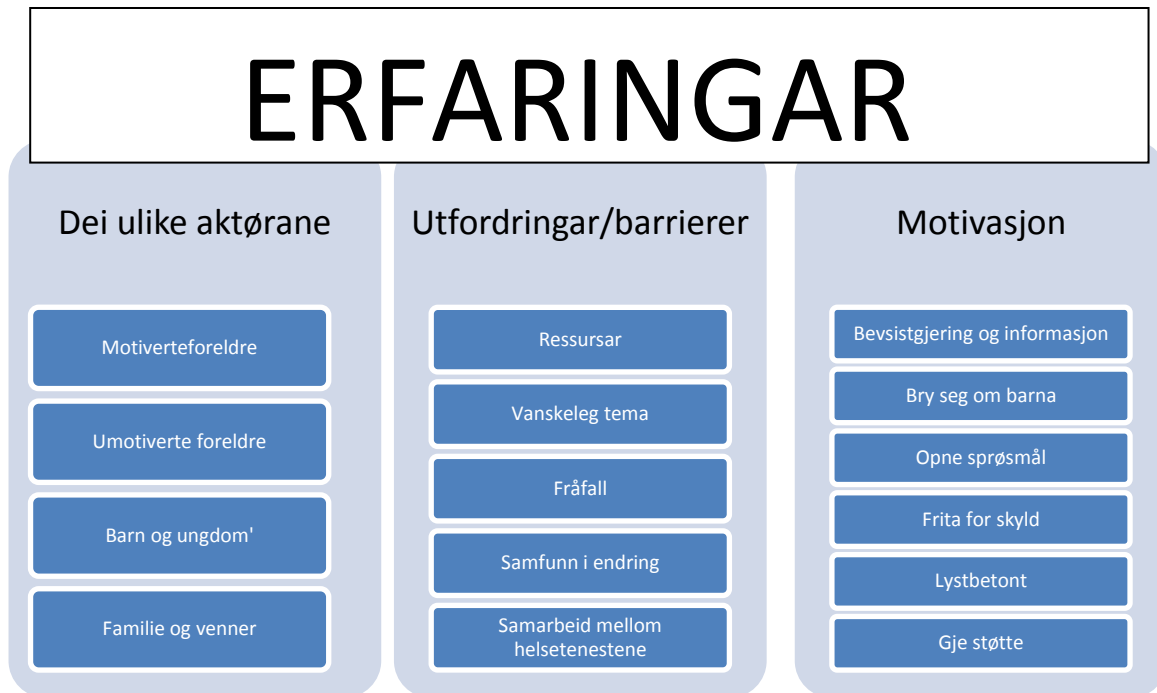 ERFARINGAR
Dei ulike aktørane
Motiverteforeldre
Umotiverte foreldre
Barn og ungdom'
Familie og venner
Utfordringar/barrierer
Ressursar
Vanskeleg tema
Fråfall
Samfunn i endring
Samarbeid mellom
helsetenestene
Motivasjon
Bevsistgjering og informasjon
Bry seg om barna
Opne sprøsmål
Frita for skyld
Lystbetont
Gje støtte